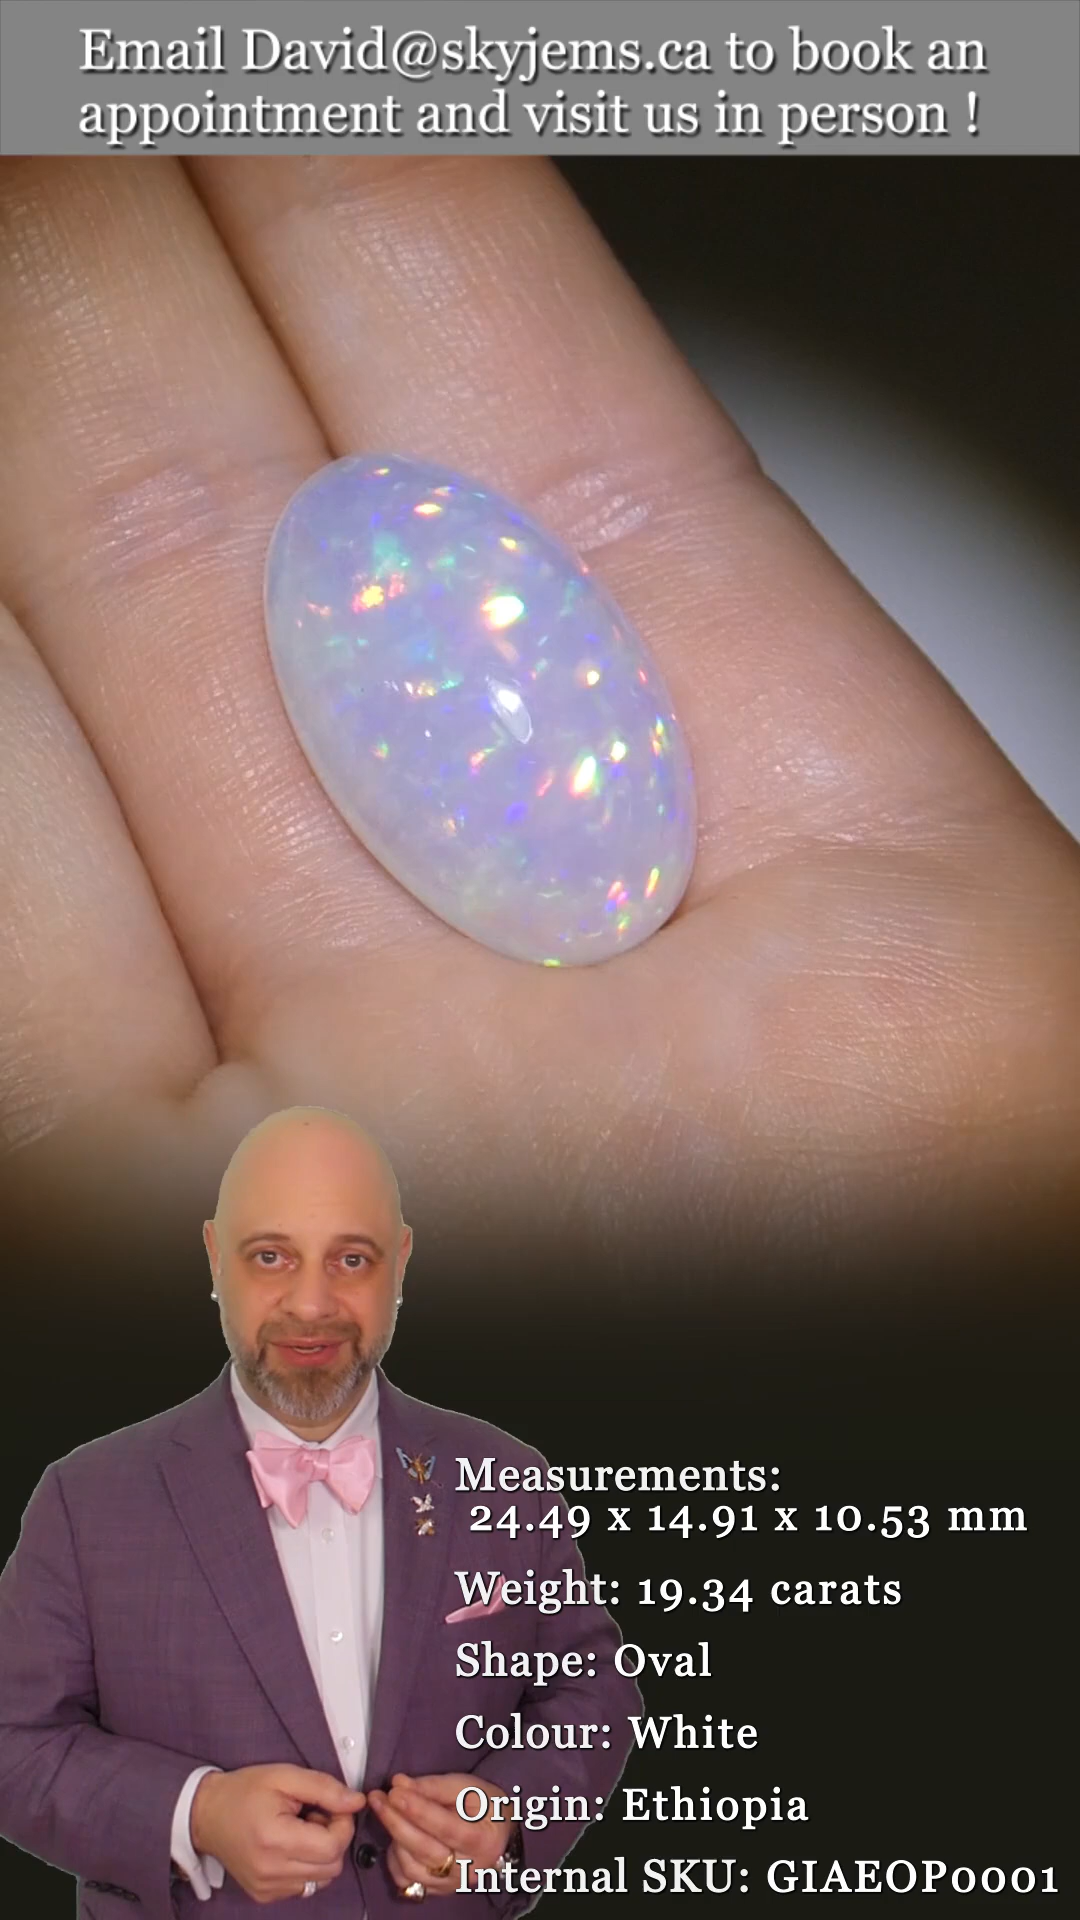 Email David@skyjems.ca to book an
appointment and visit us in person !
Measurements:
24.49 x 14.91 x 10.53 mm
Weight: 19.34 carats
Shape: Oval
Colour: White
Origin: Ethiopia
Internal SKU: GIAEOP0001